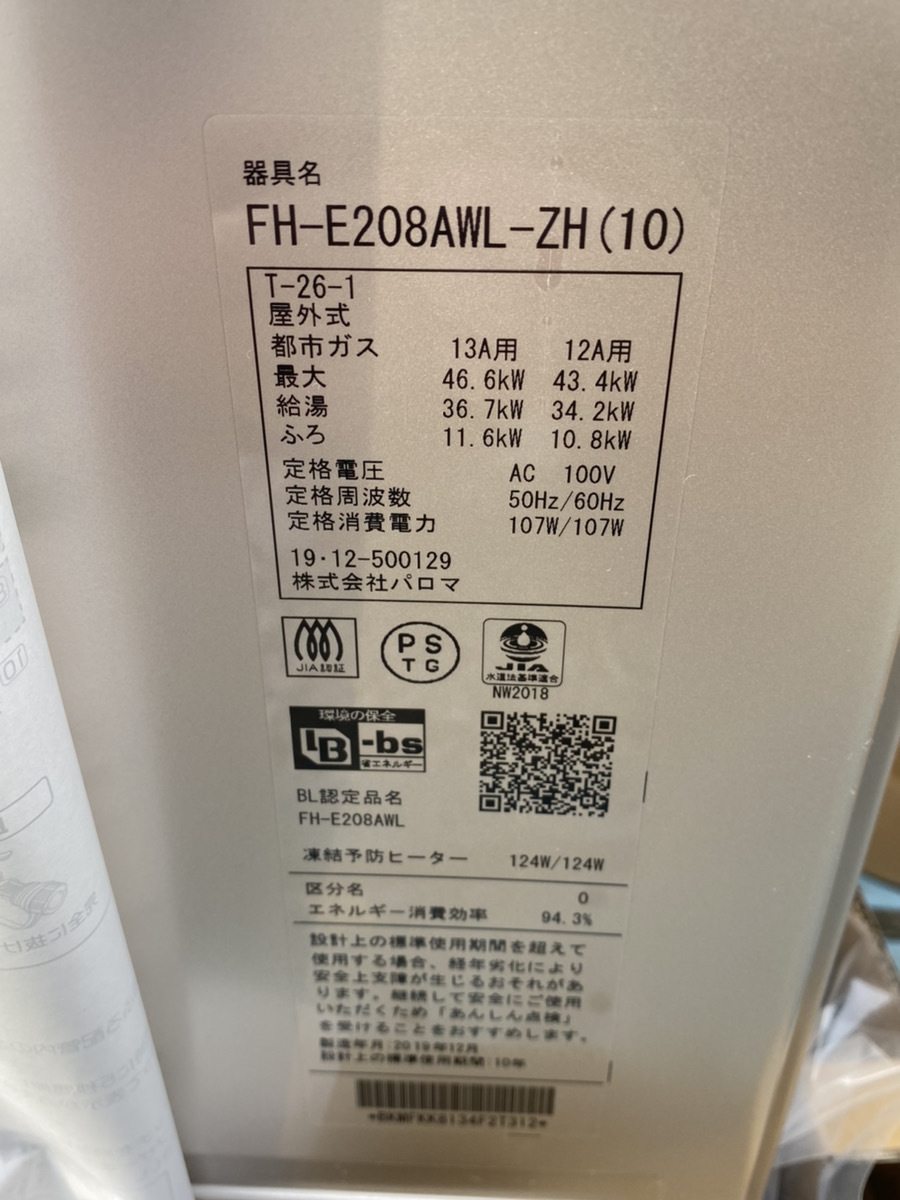 器具名
FH-E208AWL-ZH(10)
T-26-1
屋外式
都市ガス 13A用 12A用
最大 46.6kW 43.4kW
給湯 36.7kW 34.2kW
ふろ 11.6kW 10.8kW
定格電圧 AC 100V
定格周波数 50Hz/60Hz
定格消費電力 107W/107W
19・12-500129
株式会社パロマ
JIA認証
PS
TG
JIA
水道法基準適合
NW2018
環境の保全
-bs
省エネルギー
BL認定品名
FH-E208AWL
凍結予防ヒーター 124W/124W
区分名 0
エネルギー消費効率 94.3%
設計上の標準使用期間を超えて
使用する場合、経年劣化により
安全上支障が生じるおそれがあ
ります。継続して安全にご使用
いただくため「あんしん点検」
を受けることをおすすめします。
製造年月：2019年12月
設計上の標準使用期間：10年